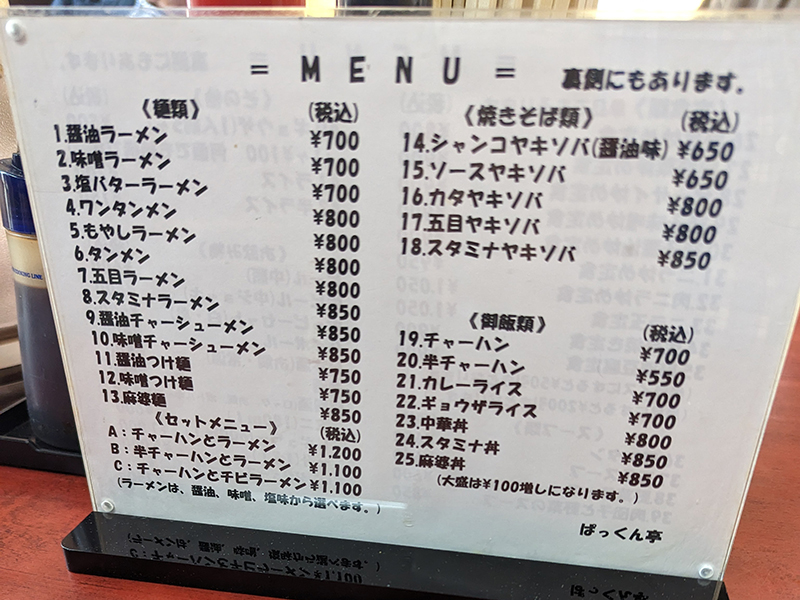 = MENU =
裏側にもあります。
《麺類》 (税込)
1.醤油ラーメン ¥700
2.味噌ラーメン ¥700
3.塩バターラーメン ¥700
4.ワンタンメン ¥800
5.もやしラーメン ¥800
6.タンメン ¥800
7.五目ラーメン ¥800
8.スタミナラーメン ¥850
9.醤油チャーシューメン ¥850
10.味噌チャーシューメン ¥850
11.醤油つけ麺 ¥750
12.味噌つけ麺 ¥750
13.麻婆麺 ¥850
《セットメニュー》 (税込)
A:チャーハンとラーメン ¥1.200
B:半チャーハンとラーメン ¥1.100
C:チャーハンとチビラーメン ¥1.100
(ラーメンは、醤油、味噌、塩味から選べます。)
《焼きそば類》 (税込)
14.シャンコヤキソバ(醤油味) ¥650
15.ソースヤキソバ ¥650
16.カタヤキソバ ¥800
17.五目ヤキソバ ¥800
18.スタミナヤキソバ ¥850
《御飯類》 (税込)
19.チャーハン ¥700
20.半チャーハン ¥550
21.カレーライス ¥700
22.ギョウザライス ¥700
23.中華丼 ¥800
24.スタミナ丼 ¥850
25.麻婆丼 ¥850
(大盛は¥100増しになります。)
ぱっくん亭